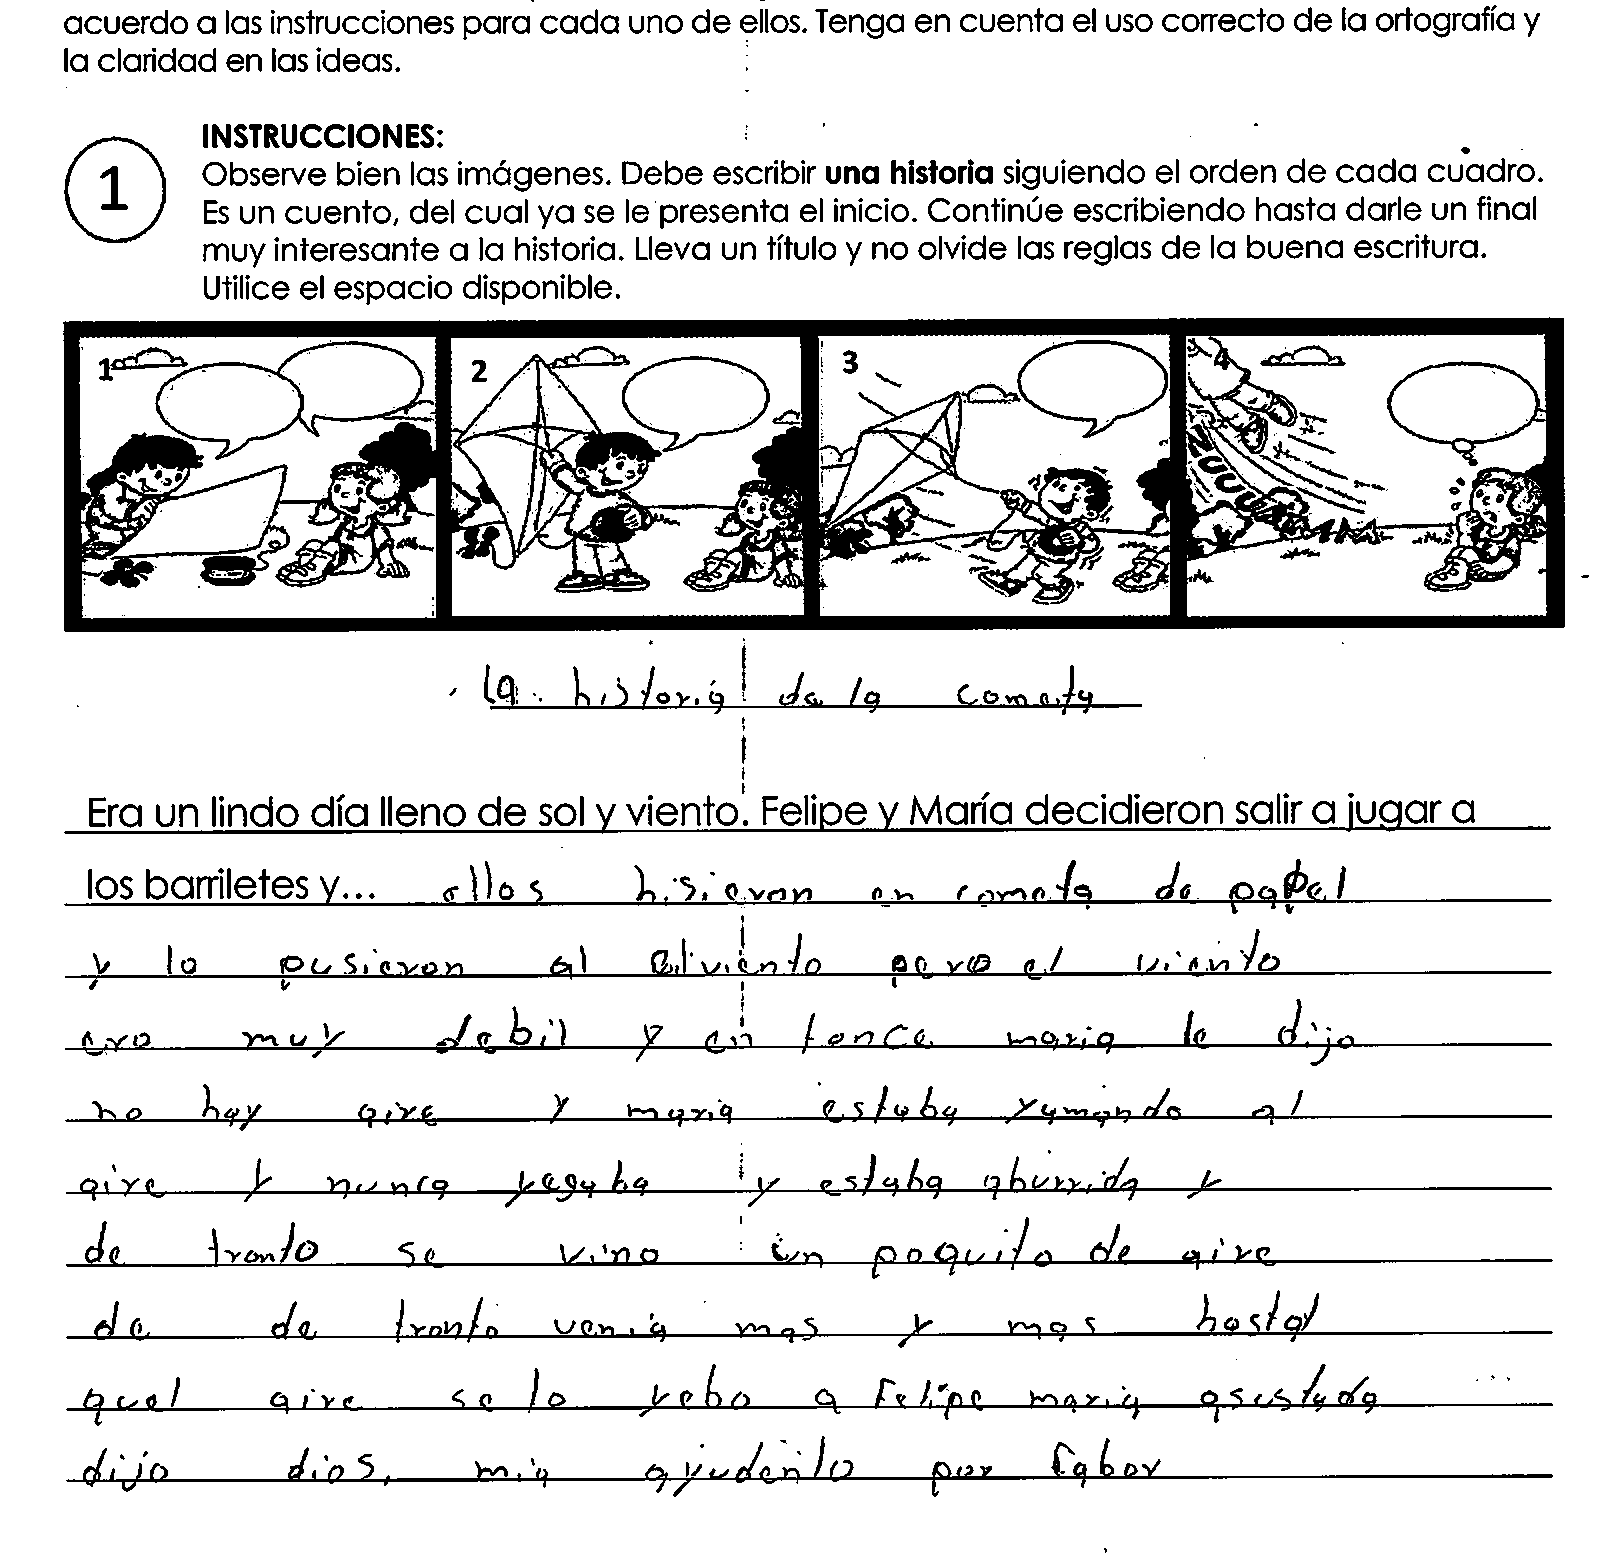 acuerdo a las instrucciones para cada uno de ellos. Tenga en cuenta el uso correcto de la ortografía y
la claridad en las ideas.
INSTRUCCIONES:
1
Observe bien las imágenes. Debe escribir una historia siguiendo el orden de cada cuadro.
Es un cuento, del cual ya se le presenta el inicio. Continúe escribiendo hasta darle un final
muy interesante a la historia. Lleva un título y no olvide las reglas de la buena escritura.
Utilice el espacio disponible.
1 2 3 4
La historia de la cometa
Era un lindo día lleno de sol y viento. Felipe y María decidieron salir a jugar a
los barriletes y... ellos hisieron en cometa de papel
y lo pusieron al viento pero el viento
era muy debil y en tonce maria le dijo
no hay aire y maria estaba yamando al
aire y nunca yegaba y estaba aburrida y
de tronto se vino un poquito de aire
de de tronto venia mas y mas hasta
quel aire se lo yebo a Felipe maria asustada
dijo dios, mia ayudenlo por fabor